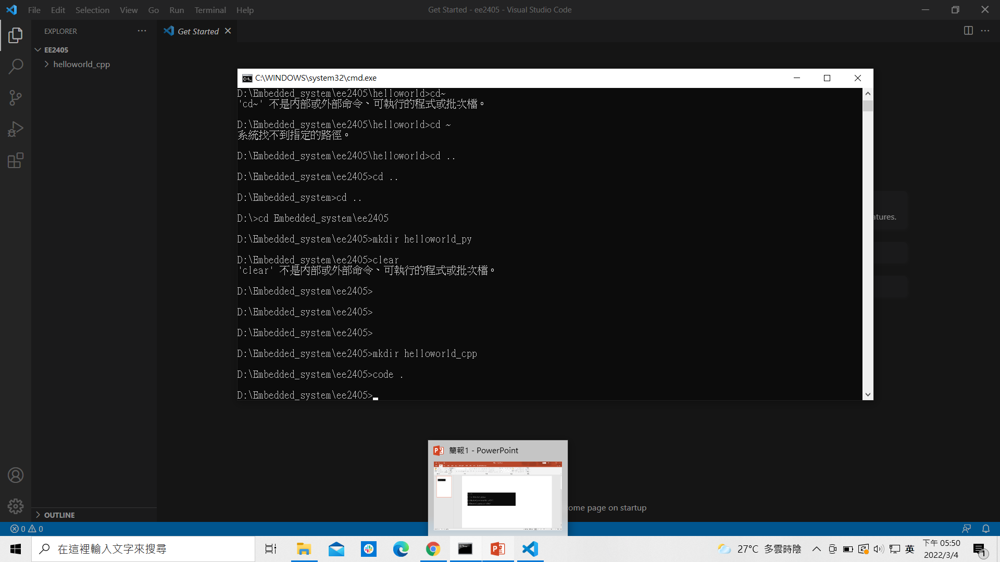 File Edit Selection View Go Run Terminal Help
Get Started - ee2405 - Visual Studio Code
EXPLORER
Get Started
EE2405
helloworld_cpp
C:\WINDOWS\system32\cmd.exe
D:\Embedded_system\ee2405\helloworld>cd~
'cd~' 不是內部或外部命令、可執行的程式或批次檔。
D:\Embedded_system\ee2405\helloworld>cd ~
系統找不到指定的路徑。
D:\Embedded_system\ee2405\helloworld>cd ..
D:\Embedded_system\ee2405>cd ..
D:\Embedded_system>cd ..
D:\>cd Embedded_system\ee2405
D:\Embedded_system\ee2405>mkdir helloworld_py
D:\Embedded_system\ee2405>clear
'clear' 不是內部或外部命令、可執行的程式或批次檔。
D:\Embedded_system\ee2405>
D:\Embedded_system\ee2405>
D:\Embedded_system\ee2405>
D:\Embedded_system\ee2405>mkdir helloworld_cpp
D:\Embedded_system\ee2405>code .
D:\Embedded_system\ee2405>
atures.
簡報1 - PowerPoint
ome page on startup
OUTLINE
0 0
在這裡輸入文字來搜尋
27°C 多雲時陰
英
下午 05:50
2022/3/4
1